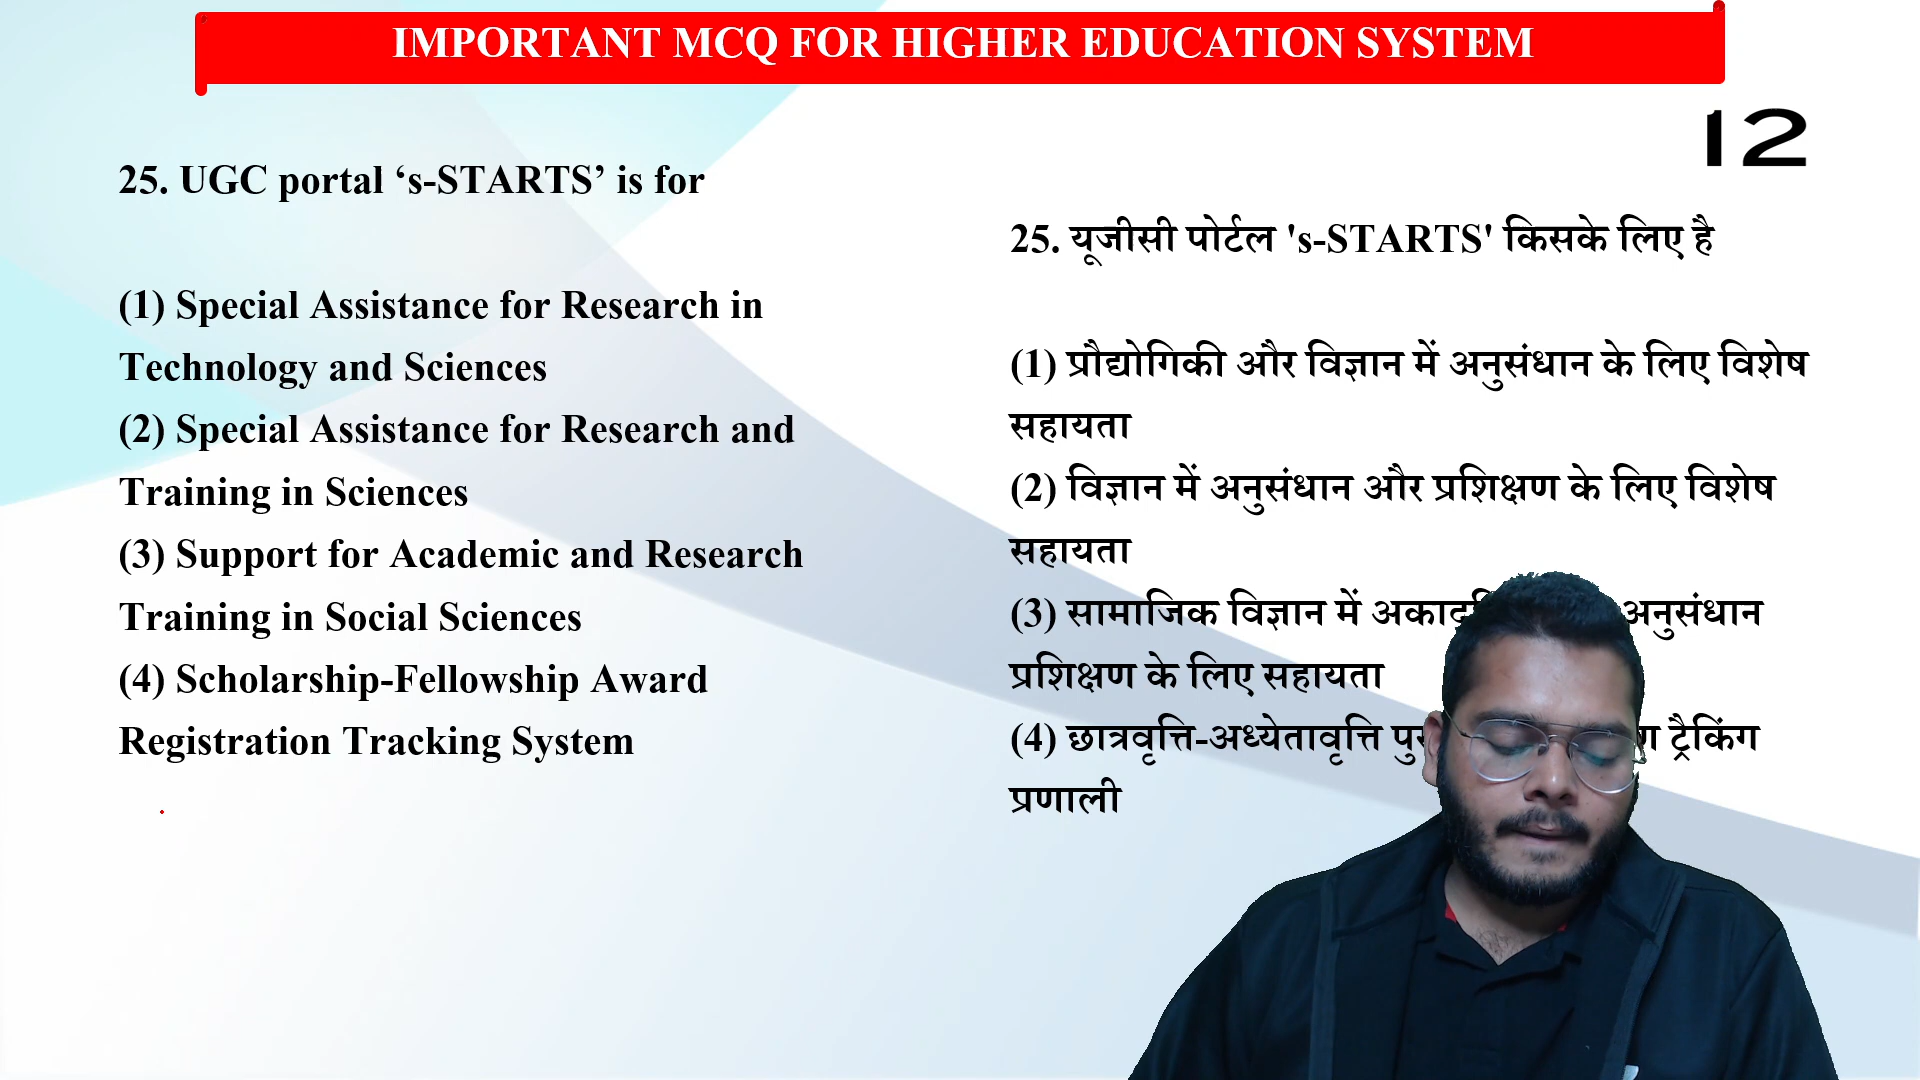 IMPORTANT MCQ FOR HIGHER EDUCATION SYSTEM
12
25. UGC portal ‘s-STARTS’ is for
(1) Special Assistance for Research in
Technology and Sciences
(2) Special Assistance for Research and
Training in Sciences
(3) Support for Academic and Research
Training in Social Sciences
(4) Scholarship-Fellowship Award
Registration Tracking System
25. यूजीसी पोर्टल 's-STARTS' किसके लिए है
(1) प्रौद्योगिकी और विज्ञान में अनुसंधान के लिए विशेष
सहायता
(2) विज्ञान में अनुसंधान और प्रशिक्षण के लिए विशेष
सहायता
(3) सामाजिक विज्ञान में अनुसंधान
प्रशिक्षण के लिए सहायता
(4) छात्रवृत्ति-अध्येतावृत्ति ट्रैकिंग
प्रणाली